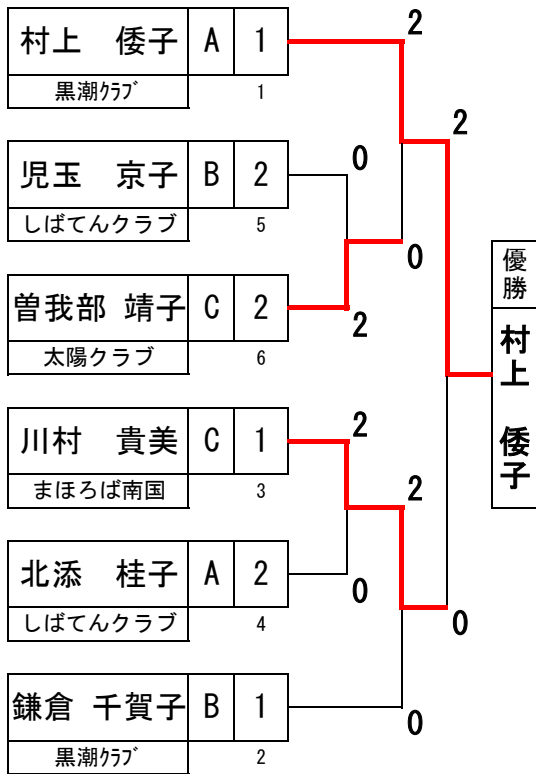 村上 倭子 A 1
黒潮ｸﾗﾌﾞ 1
児玉 京子 B 2
しばてんクラブ 5
曽我部 靖子 C 2
太陽クラブ 6
川村 貴美 C 1
まほろば南国 3
北添 桂子 A 2
しばてんクラブ 4
鎌倉 千賀子 B 1
黒潮ｸﾗﾌﾞ 2
2
0
0
2
2
0
2
0
2
0
優勝
村上 倭子